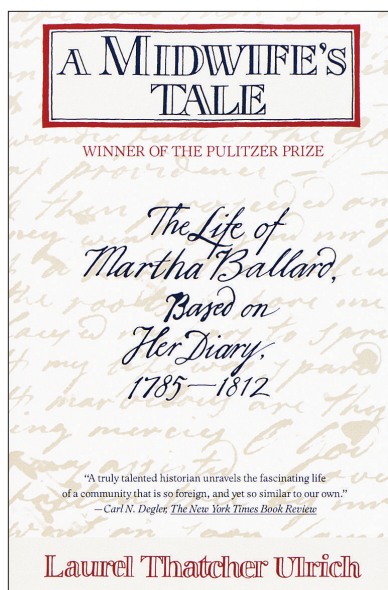 A MIDWIFE'S
TALE
WINNER OF THE PULITZER PRIZE
The Life of
Martha Ballard,
Based on
Her Diary,
1785—1812
“A truly talented historian unravels the fascinating life
of a community that is so foreign, and yet so similar to our own.”
—Carl N. Degler, The New York Times Book Review
Laurel Thatcher Ulrich